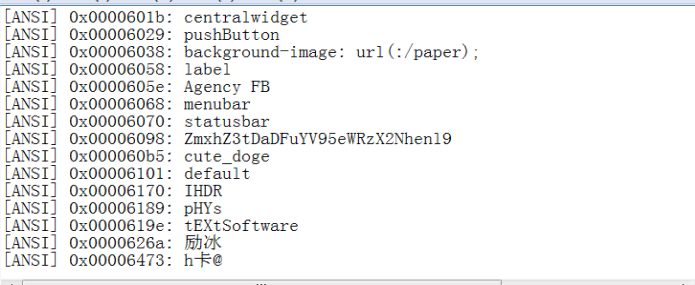 [ANSI] 0x0000601b: centralwidget
[ANSI] 0x00006029: pushButton
[ANSI] 0x00006038: background-image: url(:/paper);
[ANSI] 0x00006058: label
[ANSI] 0x0000605e: Agency FB
[ANSI] 0x00006068: menubar
[ANSI] 0x00006070: statusbar
[ANSI] 0x00006098: ZmxhZ3tDaDFuYV95eWRzX2Nhenl9
[ANSI] 0x000060b5: cute_doge
[ANSI] 0x00006101: default
[ANSI] 0x00006170: IHDR
[ANSI] 0x00006189: pHYs
[ANSI] 0x0000619e: tEXtSoftware
[ANSI] 0x0000626a: 励冰
[ANSI] 0x00006473: h卡@